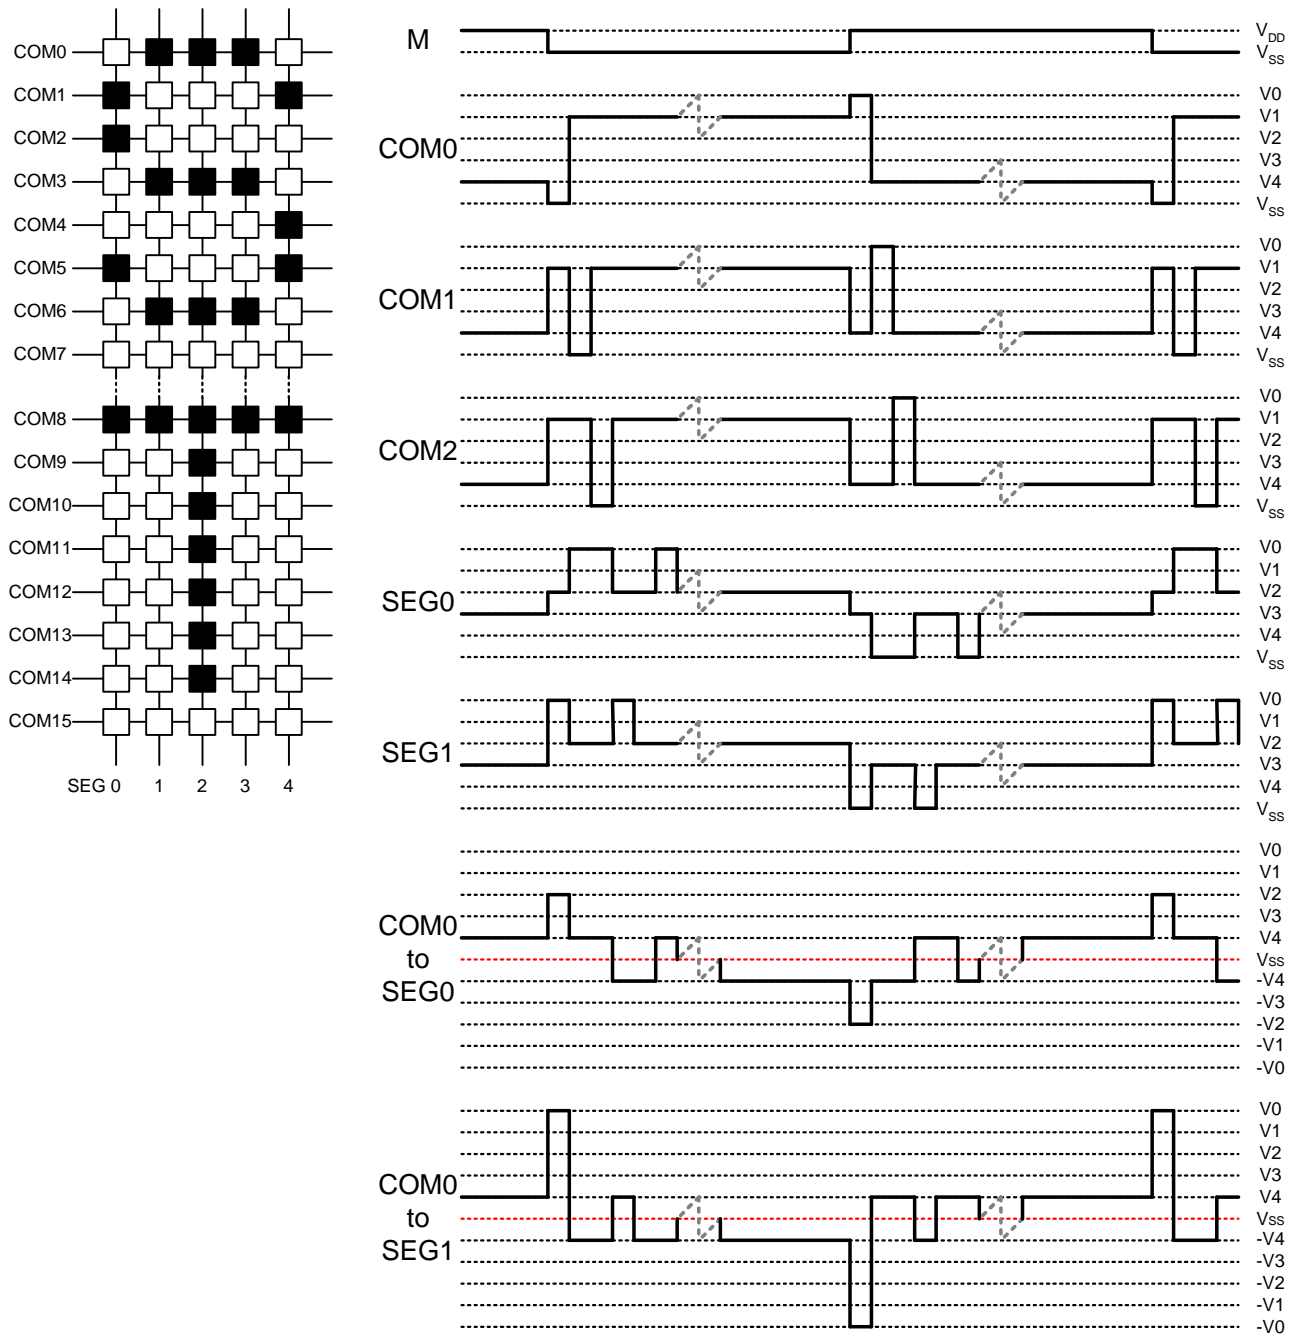 COM0
COM1
COM2
COM3
COM4
COM5
COM6
COM7
COM8
COM9
COM10
COM11
COM12
COM13
COM14
COM15
SEG 0 1 2 3 4
M
VDD
VSS
COM0
V0
V1
V2
V3
V4
VSS
COM1
V0
V1
V2
V3
V4
VSS
COM2
V0
V1
V2
V3
V4
VSS
SEG0
V0
V1
V2
V3
V4
VSS
SEG1
V0
V1
V2
V3
V4
VSS
COM0
to
SEG0
V0
V1
V2
V3
V4
VSS
-V4
-V3
-V2
-V1
-V0
COM0
to
SEG1
V0
V1
V2
V3
V4
VSS
-V4
-V3
-V2
-V1
-V0